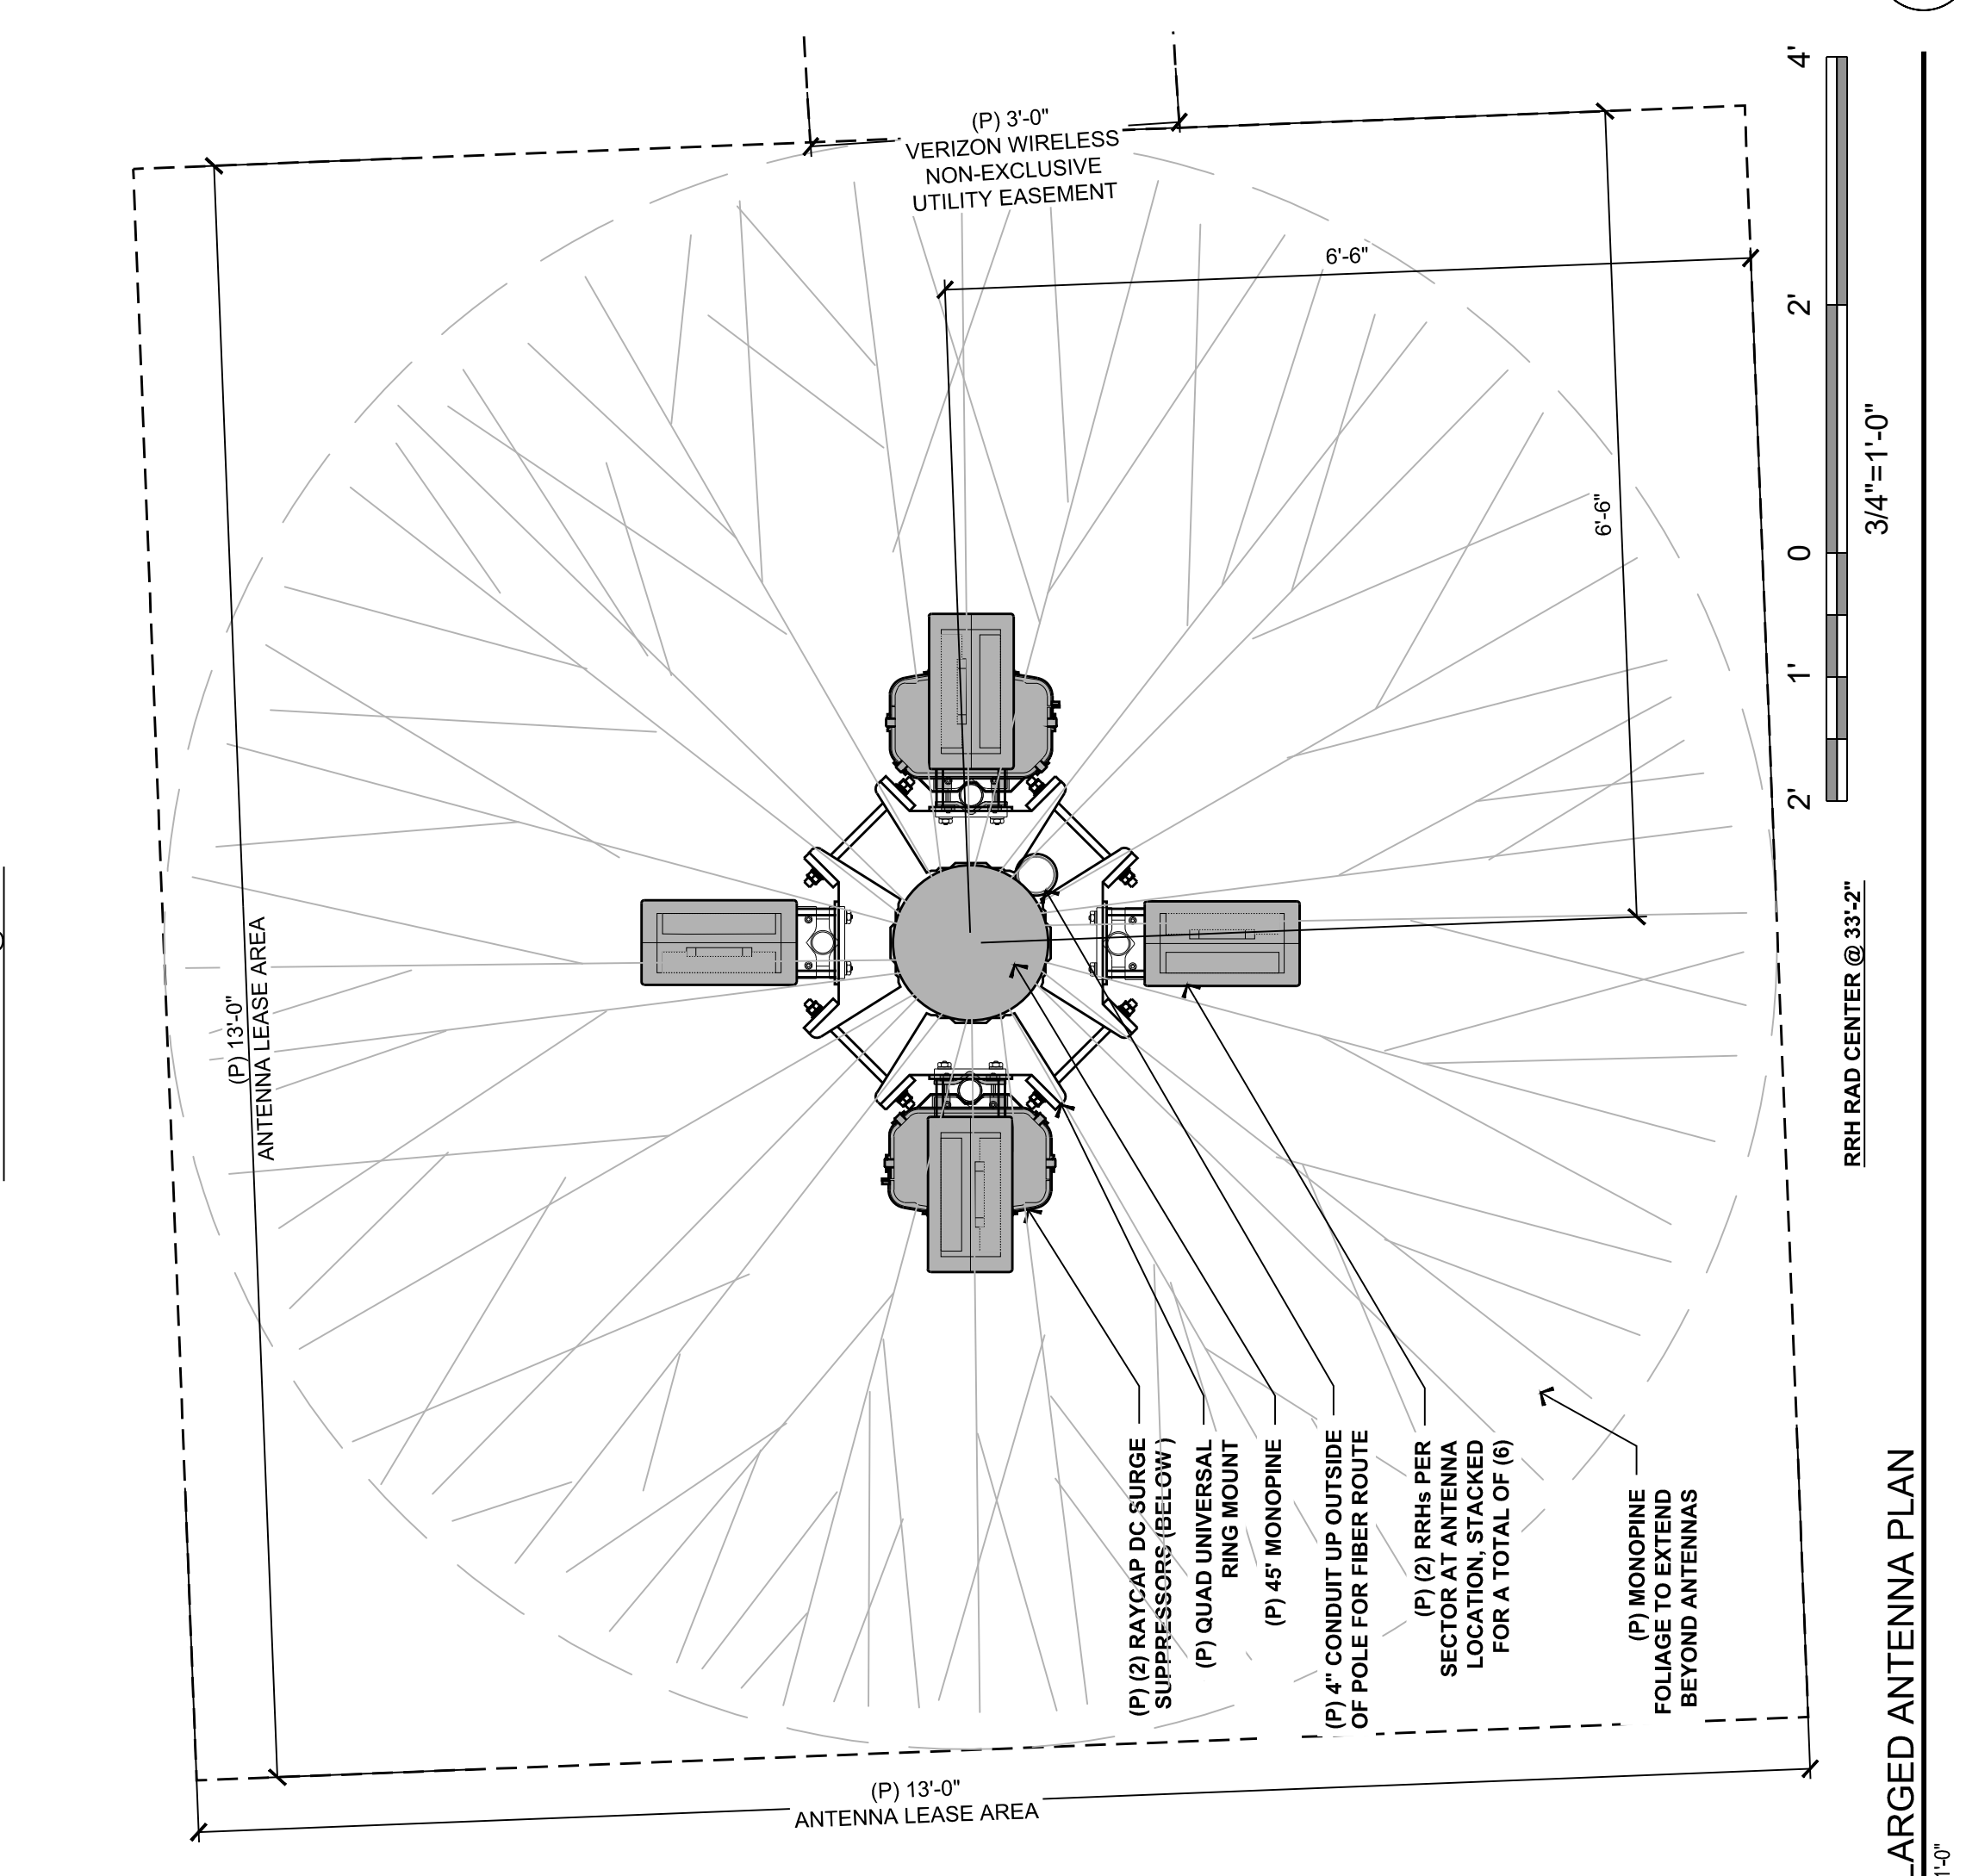 (P) 3'-0"
VERIZON WIRELESS
NON-EXCLUSIVE
UTILITY EASEMENT
6'-6"
6'-6"
(P) 13'-0"
ANTENNA LEASE AREA
(P) 13'-0"
ANTENNA LEASE AREA
(P) (2) RAYCAP DC SURGE
SUPPRESSORS (BELOW )
(P) QUAD UNIVERSAL
RING MOUNT
(P) 45' MONOPINE
(P) 4" CONDUIT UP OUTSIDE
OF POLE FOR FIBER ROUTE
(P) (2) RRHs PER
SECTOR AT ANTENNA
LOCATION, STACKED
FOR A TOTAL OF (6)
(P) MONOPINE
FOLIAGE TO EXTEND
BEYOND ANTENNAS
2' 1' 0 2' 4'
3/4"=1'-0"
RRH RAD CENTER @ 33'-2"
ARGED ANTENNA PLAN
1'-0"